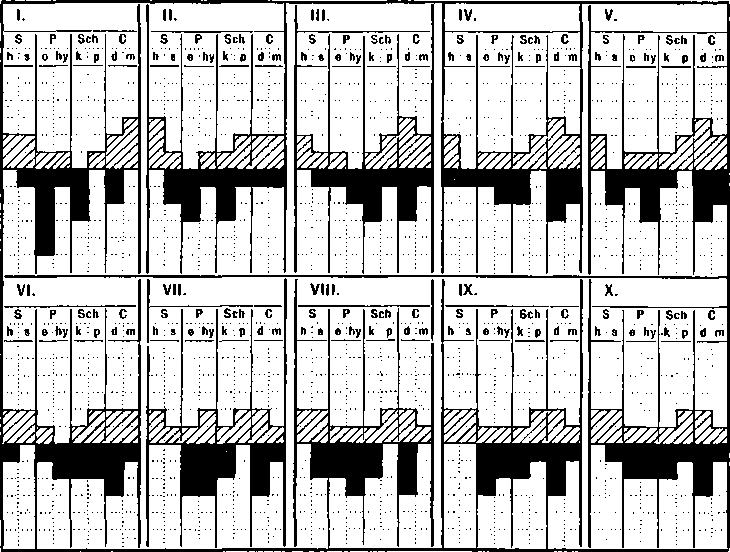 I. II. III. IV. V.
S P Sch C S P Sch C S P Sch C S P Sch C S P Sch C
h s e hy k p d m h s e hy k p d m h s e hy k p d m h s e hy k p d m h s e hy k p d m
VI. VII. VIII. IX. X.
S P Sch C S P Sch C S P Sch C S P Sch C S P Sch C
h s e hy k p d m h s e hy k p d m h s e hy k p d m h s e hy k p d m h s e hy k p d m